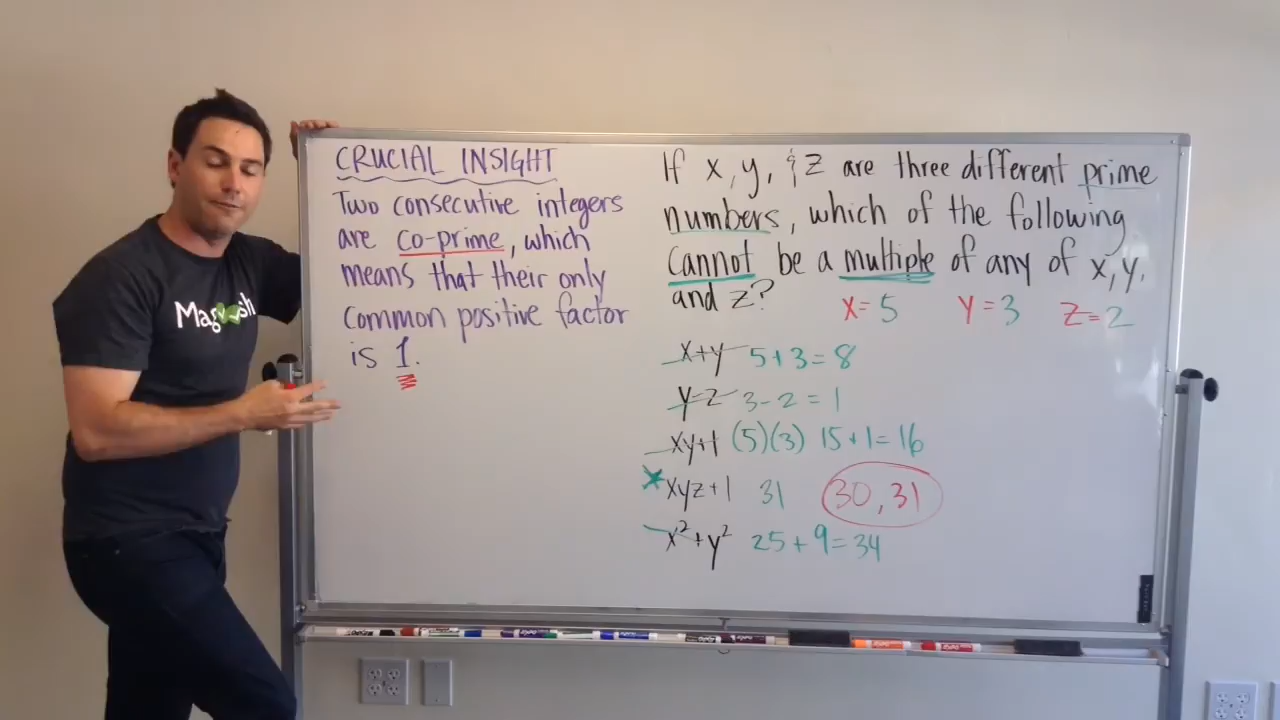 Magoosh
CRUCIAL INSIGHT
Two consecutive integers
are co-prime, which
means that their only
common positive factor
is 1.
If x, y, & z are three different prime
numbers, which of the following
cannot be a multiple of any of x, y,
and z?
x=5 y=3 z=2
x+y 5+3=8
y-z 3-2=1
xy+1 (5)(3) 15+1=16
* xyz+1 31 30, 31
x²+y² 25+9=34